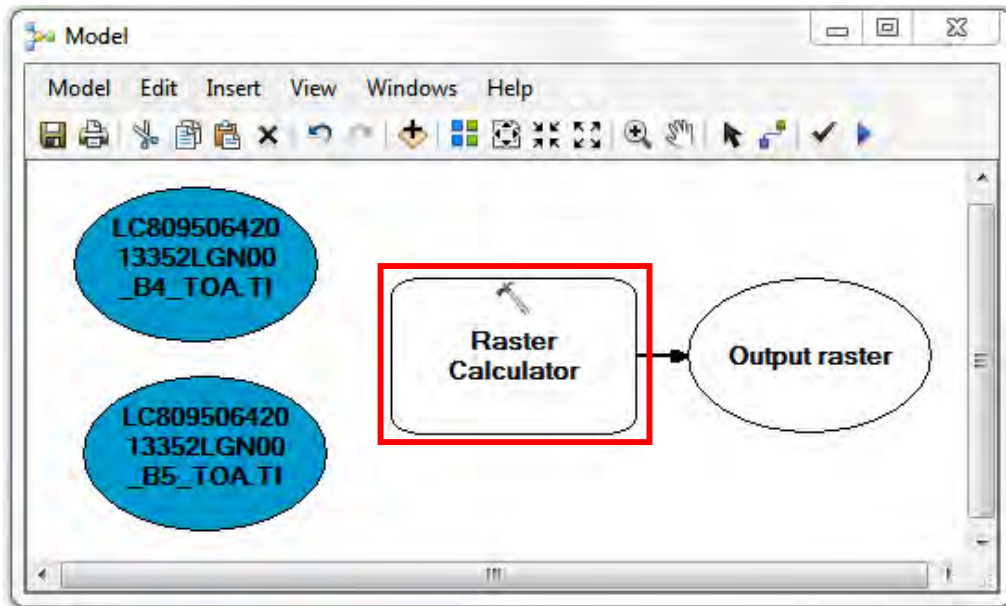 Model
Model Edit Insert View Windows Help
LC809506420
13352LGN00
_B4_TOA.TI
Raster
Calculator
Output raster
LC809506420
13352LGN00
_B5_TOA.TI